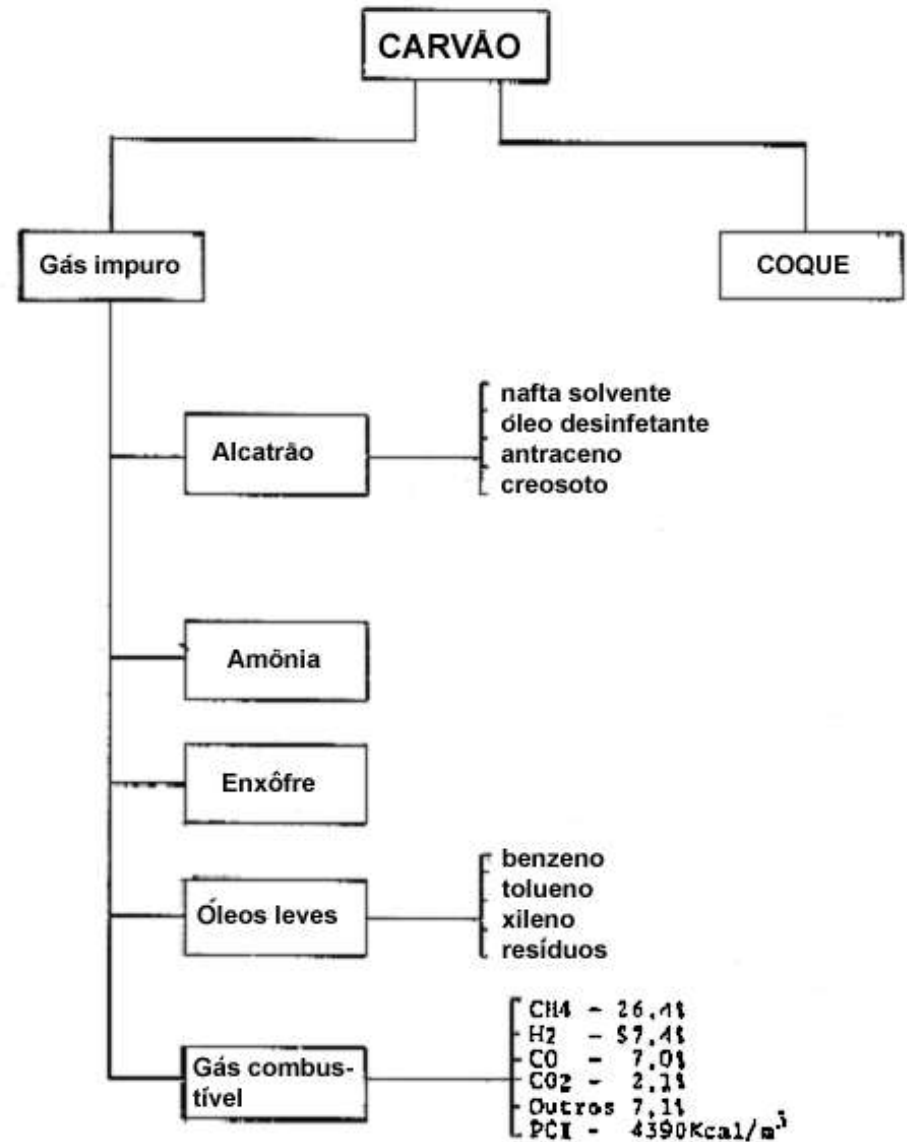 CARVÃO
Gás impuro
COQUE
Alcatrão
nafta solvente
óleo desinfetante
antraceno
creosoto
Amônia
Enxôfre
Óleos leves
benzeno
tolueno
xileno
resíduos
Gás combus-
tível
CH4 - 26,4%
H2 - 57,4%
CO - 7,0%
CO2 - 2,1%
Outros 7,1%
PCI - 4390Kcal/m³